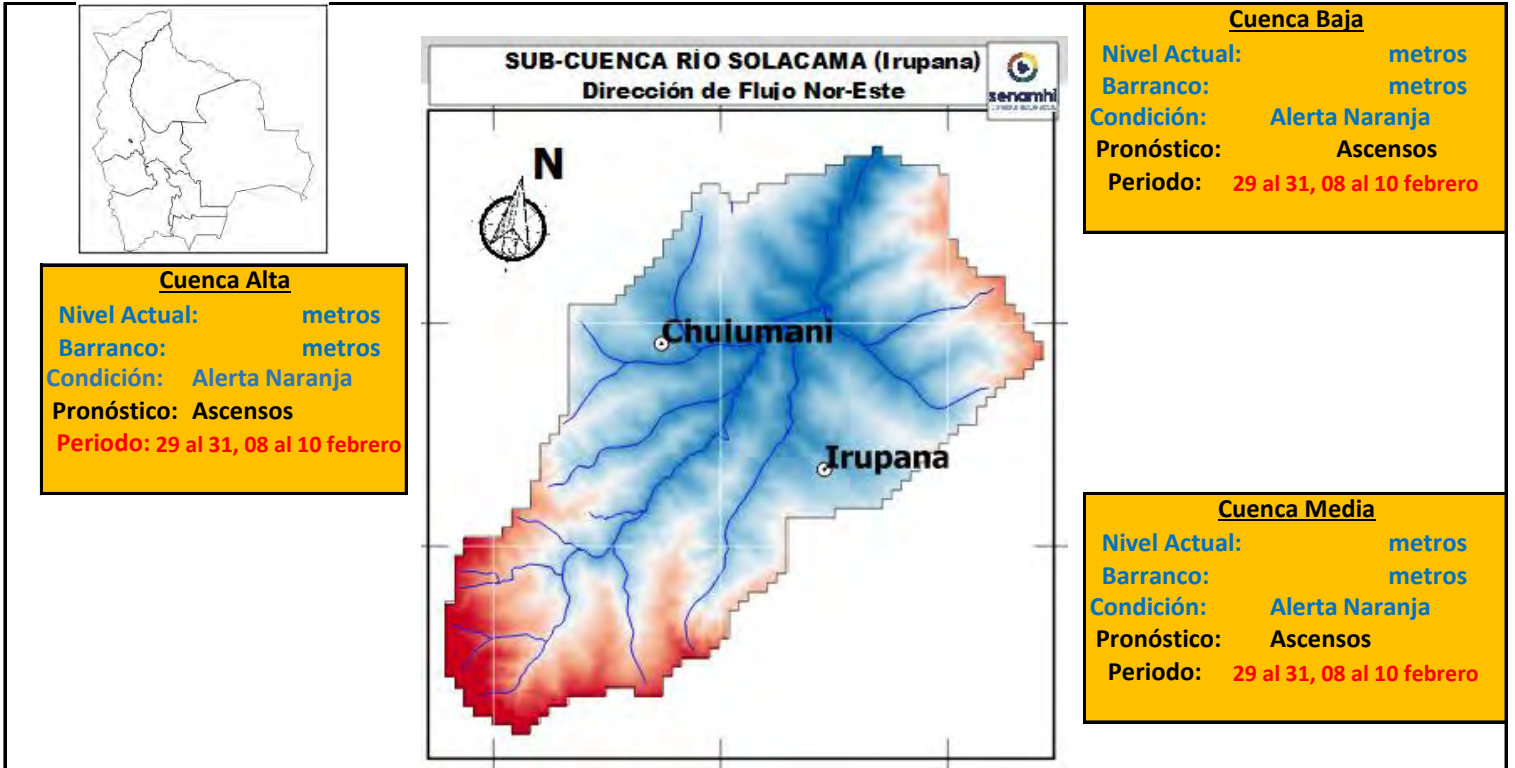 SUB-CUENCA RÍO SOLACAMA (Irupana)
Dirección de Flujo Nor-Este
senamhi
N
Chulumani
Irupana
Cuenca Alta
Nivel Actual: metros
Barranco: metros
Condición: Alerta Naranja
Pronóstico: Ascensos
Periodo: 29 al 31, 08 al 10 febrero
Cuenca Baja
Nivel Actual: metros
Barranco: metros
Condición: Alerta Naranja
Pronóstico: Ascensos
Periodo: 29 al 31, 08 al 10 febrero
Cuenca Media
Nivel Actual: metros
Barranco: metros
Condición: Alerta Naranja
Pronóstico: Ascensos
Periodo: 29 al 31, 08 al 10 febrero